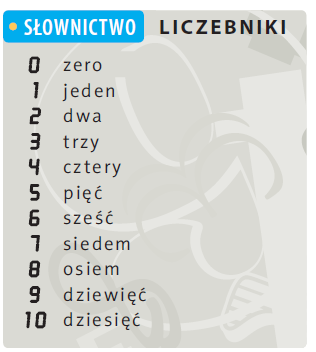 • SŁOWNICTWO LICZEBNIKI
0 zero
1 jeden
2 dwa
3 trzy
4 cztery
5 pięć
6 sześć
7 siedem
8 osiem
9 dziewięć
10 dziesięć